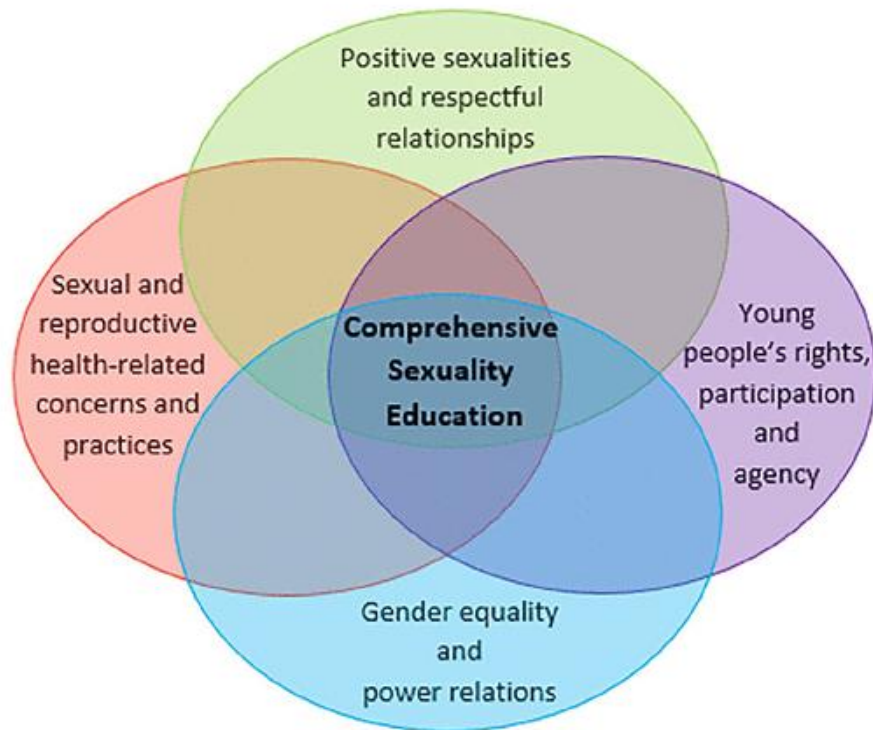 Positive sexualities
and respectful
relationships
Sexual and
reproductive
health-related
concerns and
practices
Comprehensive
Sexuality
Education
Young
people’s rights,
participation
and
agency
Gender equality
and
power relations